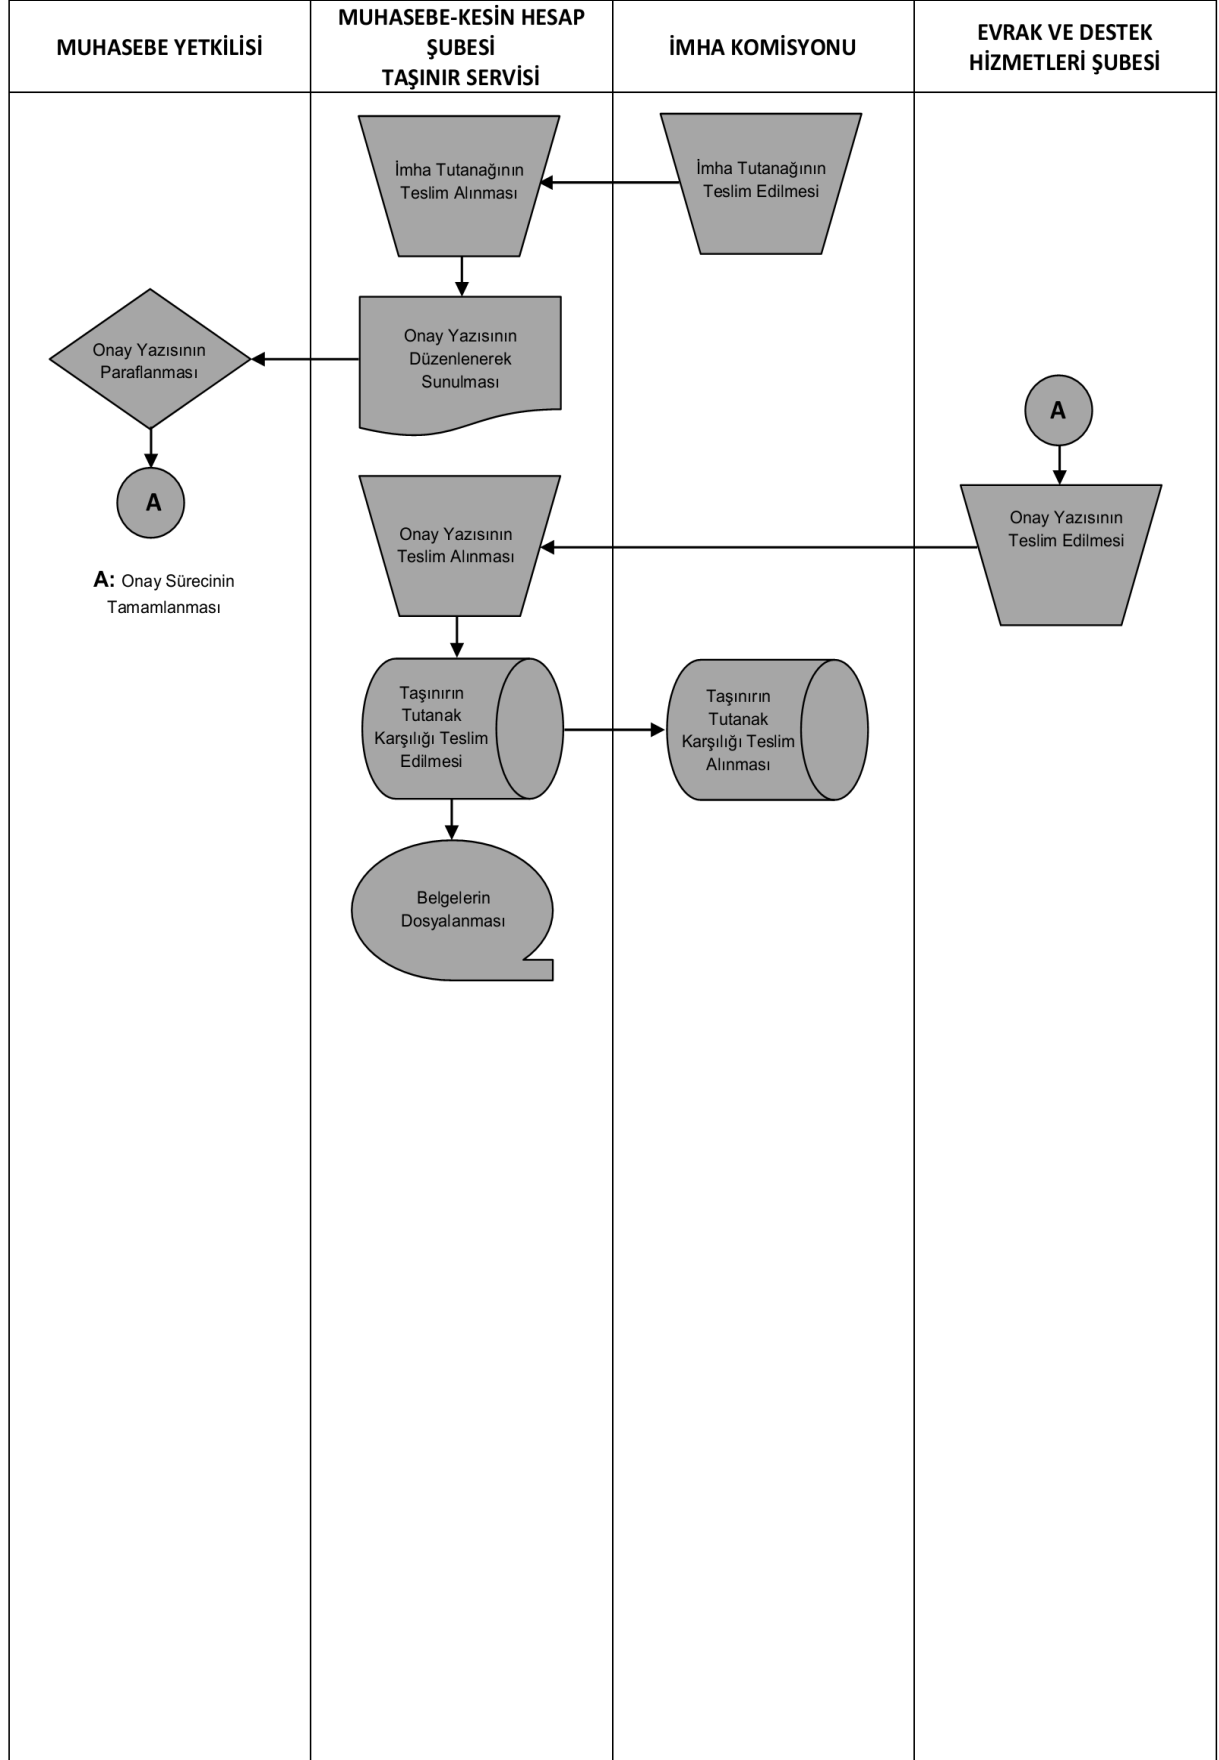 MUHASEBE YETKİLİSİ
MUHASEBE-KESİN HESAP
ŞUBESİ
TAŞINIR SERVİSİ
İMHA KOMİSYONU
EVRAK VE DESTEK
HİZMETLERİ ŞUBESİ
İmha Tutanağının
Teslim Alınması
İmha Tutanağının
Teslim Edilmesi
Onay Yazısının
Düzenlenerek
Sunulması
Onay Yazısının
Paraflanması
A
A: Onay Sürecinin
Tamamlanması
A
Onay Yazısının
Teslim Edilmesi
Onay Yazısının
Teslim Alınması
Taşınırın
Tutanak
Karşılığı Teslim
Edilmesi
Taşınırın
Tutanak
Karşılığı Teslim
Alınması
Belgelerin
Dosyalanması